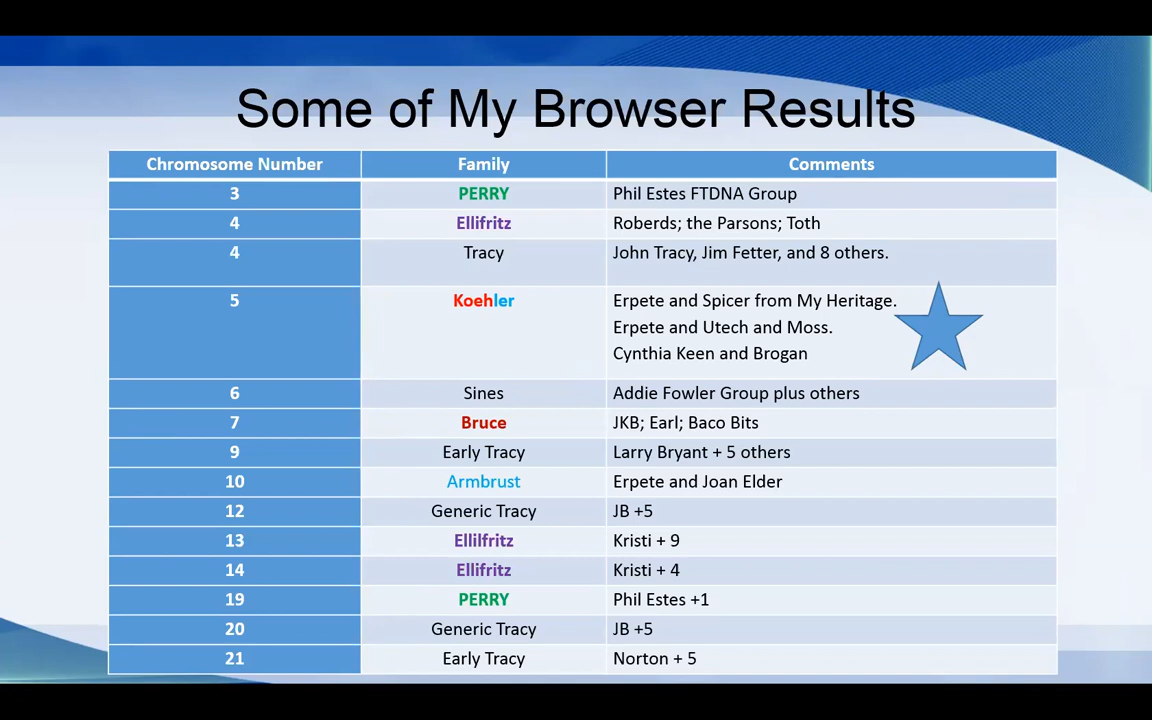 Some of My Browser Results
Chromosome Number Family Comments
3 PERRY Phil Estes FTDNA Group
4 Ellifritz Roberds; the Parsons; Toth
4 Tracy John Tracy, Jim Fetter, and 8 others.
5 Koehler Erpete and Spicer from My Heritage.
Erpete and Utech and Moss.
Cynthia Keen and Brogan
6 Sines Addie Fowler Group plus others
7 Bruce JKB; Earl; Baco Bits
9 Early Tracy Larry Bryant + 5 others
10 Armbrust Erpete and Joan Elder
12 Generic Tracy JB +5
13 Ellilfritz Kristi + 9
14 Ellifritz Kristi + 4
19 PERRY Phil Estes +1
20 Generic Tracy JB +5
21 Early Tracy Norton + 5